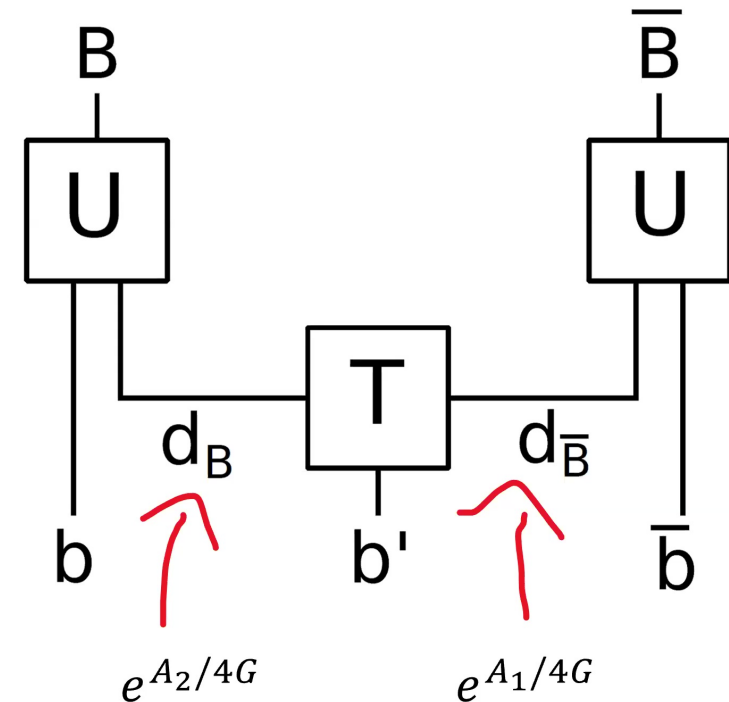 B B̅
U U
T
d_B d_B̅
b b' b̅
e^{A_2/4G} e^{A_1/4G}